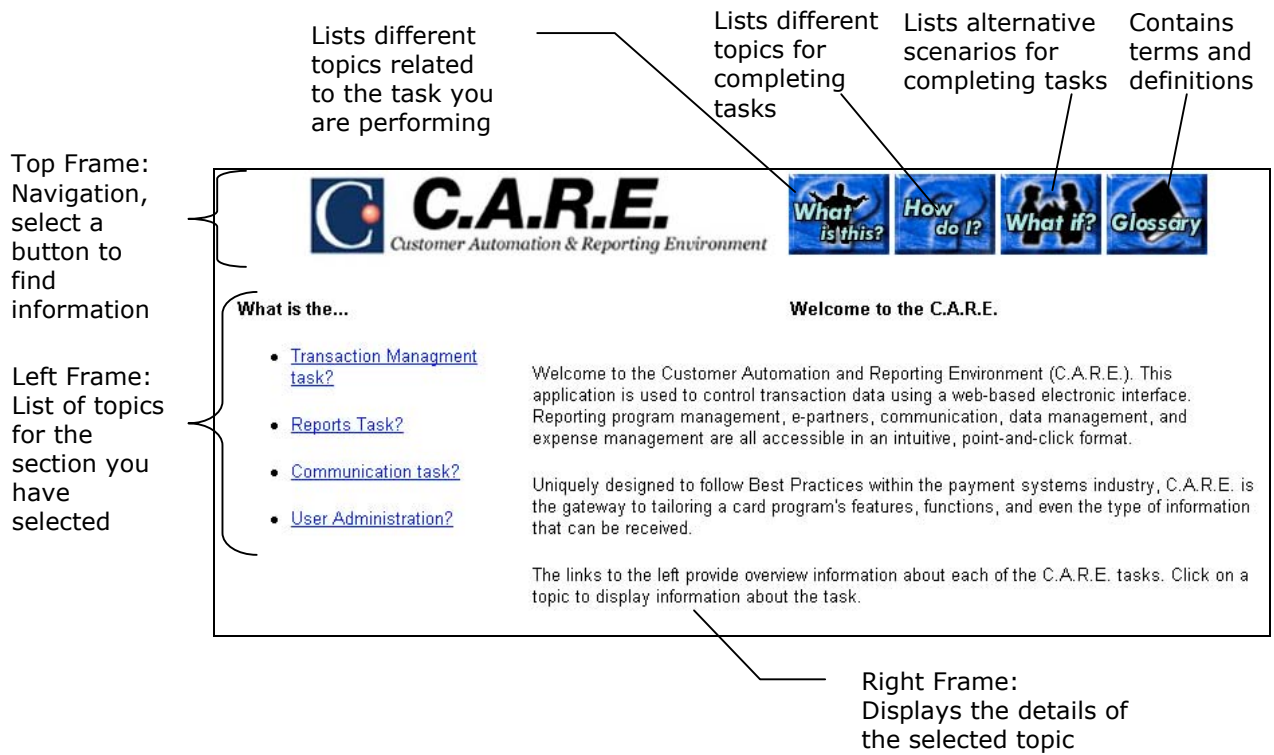 Lists different
topics related
to the task you
are performing
Lists different
topics for
completing
tasks
Lists alternative
scenarios for
completing tasks
Contains
terms and
definitions
Top Frame:
Navigation,
select a
button to
find
information
C.A.R.E.
Customer Automation & Reporting Environment
What
is this?
How
do I?
What if?
Glossary
Left Frame:
List of topics
for the
section you
have
selected
What is the...
Transaction Managment
task?
Reports Task?
Communication task?
User Administration?
Welcome to the C.A.R.E.
Welcome to the Customer Automation and Reporting Environment (C.A.R.E.). This
application is used to control transaction data using a web-based electronic interface.
Reporting program management, e-partners, communication, data management, and
expense management are all accessible in an intuitive, point-and-click format.
Uniquely designed to follow Best Practices within the payment systems industry, C.A.R.E. is
the gateway to tailoring a card program's features, functions, and even the type of information
that can be received.
The links to the left provide overview information about each of the C.A.R.E. tasks. Click on a
topic to display information about the task.
Right Frame:
Displays the details of
the selected topic